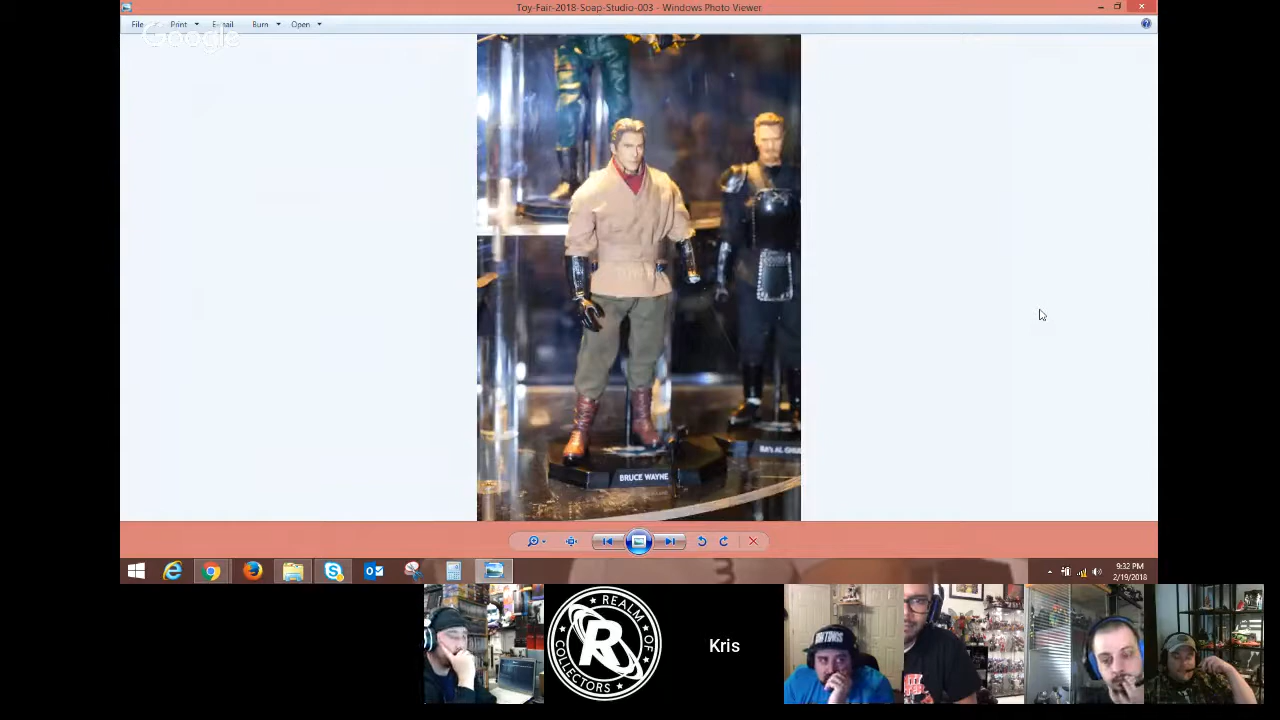 Toy-Fair-2018-Soap-Studio-003 - Windows Photo Viewer
File Print E-mail Burn Open
Google
BRUCE WAYNE
9:32 PM
2/19/2018
REALM OF COLLECTORS
R
Kris